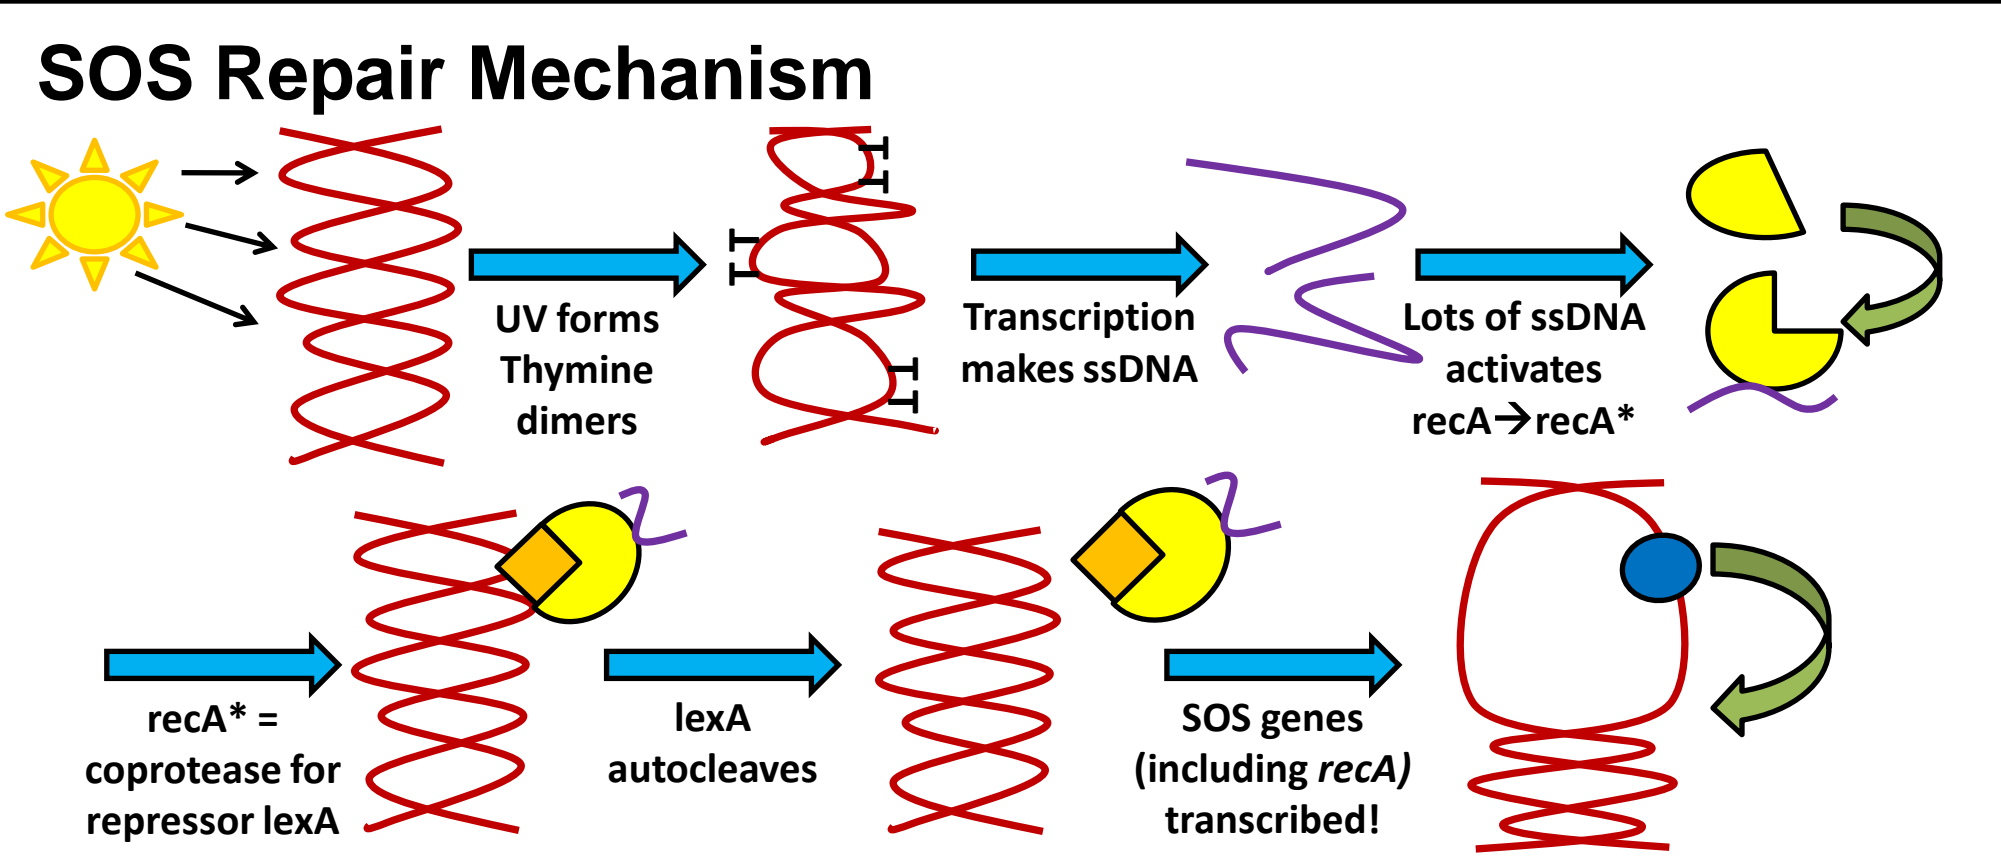 SOS Repair Mechanism
UV forms
Thymine
dimers
Transcription
makes ssDNA
Lots of ssDNA
activates
recA→recA*
recA* =
coprotease for
repressor lexA
lexA
autocleaves
SOS genes
(including recA)
transcribed!